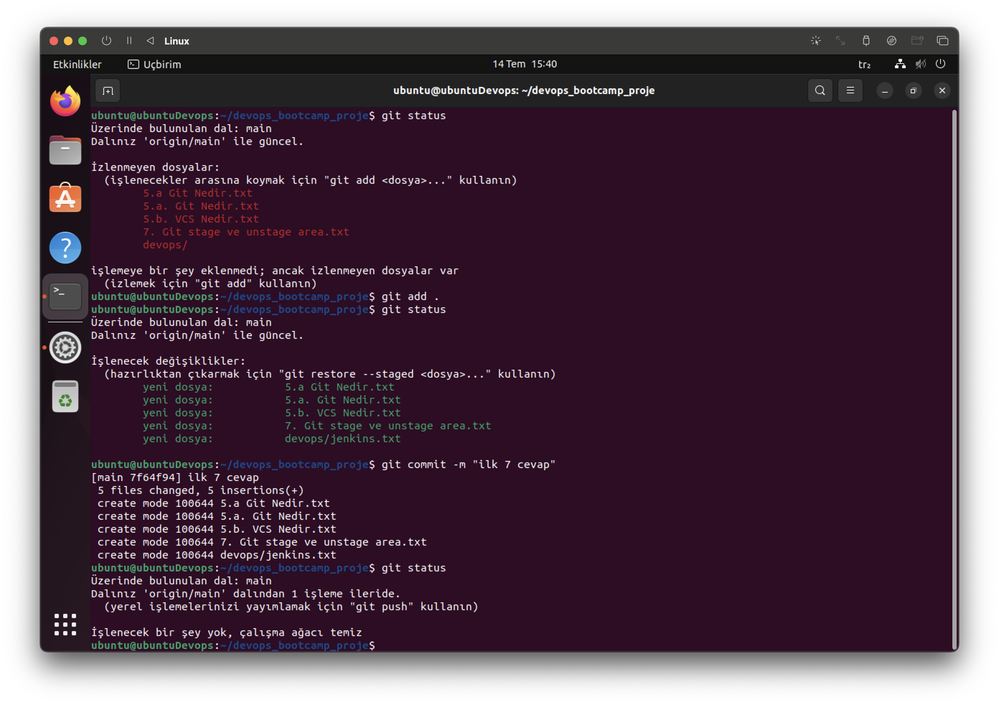 Linux
Etkinlikler
Uçbirim
14 Tem 15:40
tr₂
ubuntu@ubuntuDevops: ~/devops_bootcamp_proje
ubuntu@ubuntuDevops:~/devops_bootcamp_proje$ git status
Üzerinde bulunulan dal: main
Dalınız 'origin/main' ile güncel.
İzlenmeyen dosyalar:
(işlenecekler arasına koymak için "git add <dosya>..." kullanın)
5.a Git Nedir.txt
5.a. Git Nedir.txt
5.b. VCS Nedir.txt
7. Git stage ve unstage area.txt
devops/
işlemeye bir şey eklenmedi; ancak izlenmeyen dosyalar var
(izlemek için "git add" kullanın)
ubuntu@ubuntuDevops:~/devops_bootcamp_proje$ git add .
ubuntu@ubuntuDevops:~/devops_bootcamp_proje$ git status
Üzerinde bulunulan dal: main
Dalınız 'origin/main' ile güncel.
İşlenecek değişiklikler:
(hazırlıktan çıkarmak için "git restore --staged <dosya>..." kullanın)
yeni dosya: 5.a Git Nedir.txt
yeni dosya: 5.a. Git Nedir.txt
yeni dosya: 5.b. VCS Nedir.txt
yeni dosya: 7. Git stage ve unstage area.txt
yeni dosya: devops/jenkins.txt
ubuntu@ubuntuDevops:~/devops_bootcamp_proje$ git commit -m "ilk 7 cevap"
[main 7f64f94] ilk 7 cevap
5 files changed, 5 insertions(+)
create mode 100644 5.a Git Nedir.txt
create mode 100644 5.a. Git Nedir.txt
create mode 100644 5.b. VCS Nedir.txt
create mode 100644 7. Git stage ve unstage area.txt
create mode 100644 devops/jenkins.txt
ubuntu@ubuntuDevops:~/devops_bootcamp_proje$ git status
Üzerinde bulunulan dal: main
Dalınız 'origin/main' dalından 1 işleme ileride.
(yerel işlemelerinizi yayımlamak için "git push" kullanın)
İşlenecek bir şey yok, çalışma ağacı temiz
ubuntu@ubuntuDevops:~/devops_bootcamp_proje$